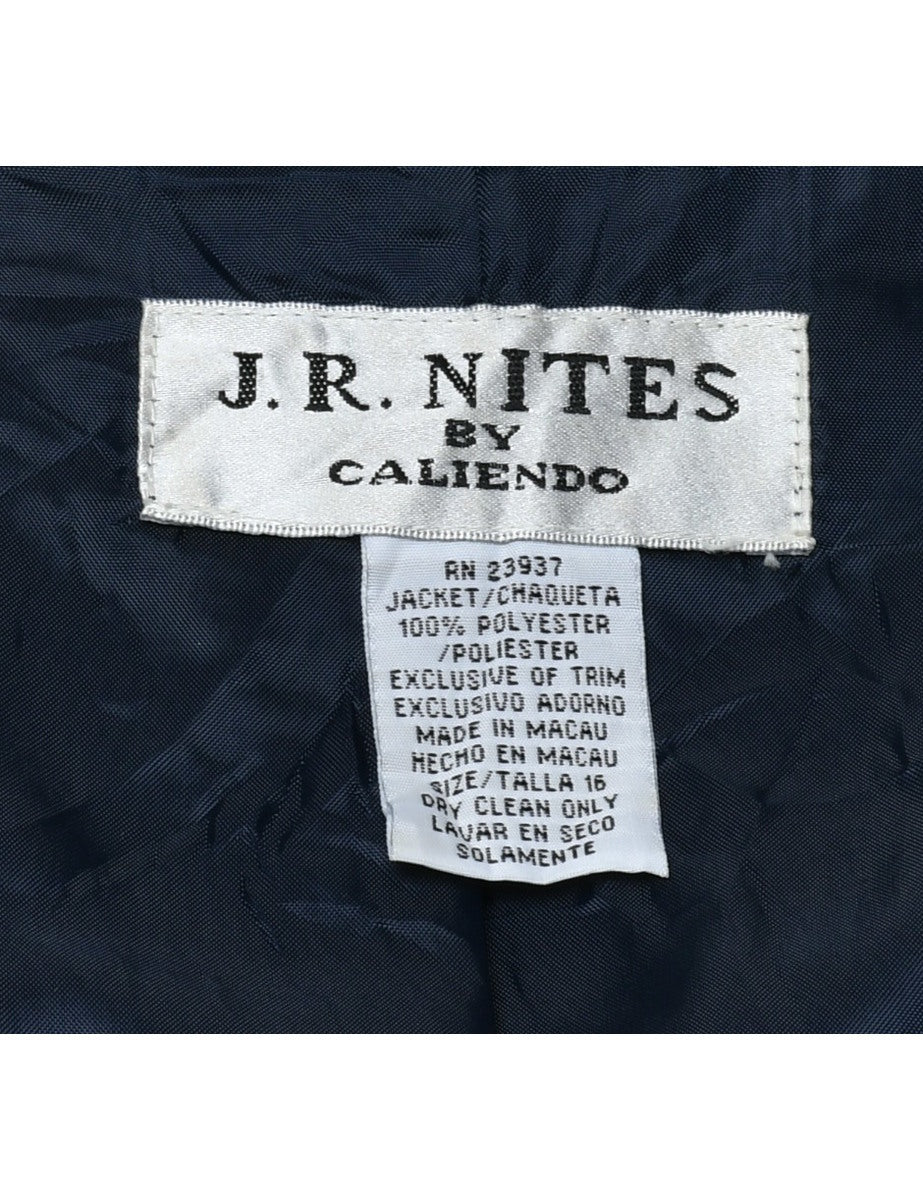 J.R. NITES
BY
CALIENDO
RN 23937
JACKET/CHAQUETA
100% POLYESTER
/POLIESTER
EXCLUSIVE OF TRIM
EXCLUSIVO ADORNO
MADE IN MACAU
HECHO EN MACAU
SIZE/TALLA 16
DRY CLEAN ONLY
LAVAR EN SECO
SOLAMENTE